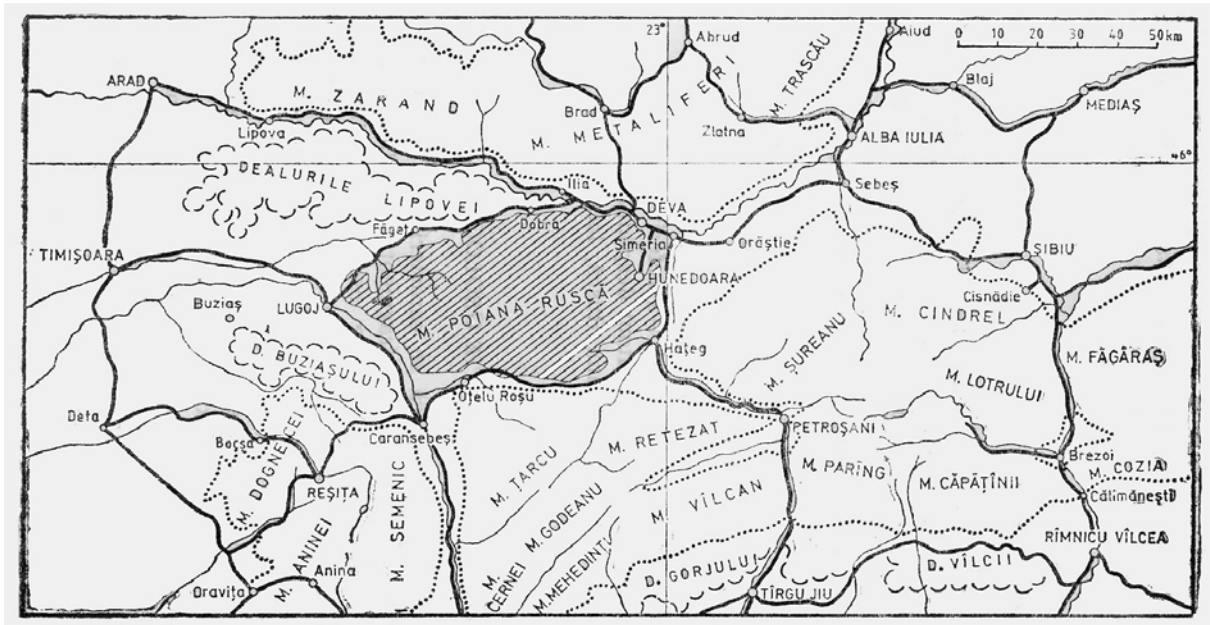 23°
Abrud
Aiud
0 10 20 30 40 50 km
ARAD
M. ZARAND
Brad
M. METALIFERI
M. TRASCĂU
Blaj
MEDIAȘ
Lipova
Zlatna
ALBA IULIA
46°
DEALURILE
LIPOVEI
Ilia
Sebeș
Făget
Dobra
DEVA
Simeria
Orăștie
SIBIU
TIMIȘOARA
HUNEDOARA
Cisnădie
Buziaș
LUGOJ
M. POIANA-RUSCĂ
M. CINDREL
D. BUZIAȘULUI
Hațeg
M. ȘUREANU
M. FĂGĂRAȘ
Oțelu Roșu
M. LOTRULUI
Deta
Bocșa
Caransebeș
M. RETEZAT
PETROȘANI
Brezoi
M. DOGNECEI
M. SEMENIC
M. ȚARCU
M. PARÎNG
M. CĂPĂȚÎNII
M. COZIA
REȘIȚA
M. GODEANU
M. VÎLCAN
Călimănești
M. ANINEI
M. CERNEI
M. MEHEDINȚI
RÎMNICU VÎLCEA
Anina
D. GORJULUI
D. VÎLCII
Oravița
TÎRGU JIU